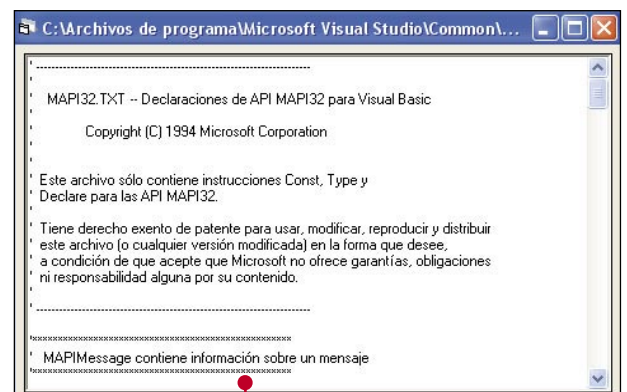 C:\Archivos de programa\Microsoft Visual Studio\Common\...
' --------------------------------------------------------------------
'
'   MAPI32.TXT -- Declaraciones de API MAPI32 para Visual Basic
'
'           Copyright (C) 1994 Microsoft Corporation
'
'
' Este archivo sólo contiene instrucciones Const, Type y
' Declare para las API MAPI32.
'
' Tiene derecho exento de patente para usar, modificar, reproducir y distribuir
' este archivo (o cualquier versión modificada) en la forma que desee,
' a condición de que acepte que Microsoft no ofrece garantías, obligaciones
' ni responsabilidad alguna por su contenido.
'
' --------------------------------------------------------------------
'**************************************************
' MAPIMessage contiene información sobre un mensaje
'**************************************************